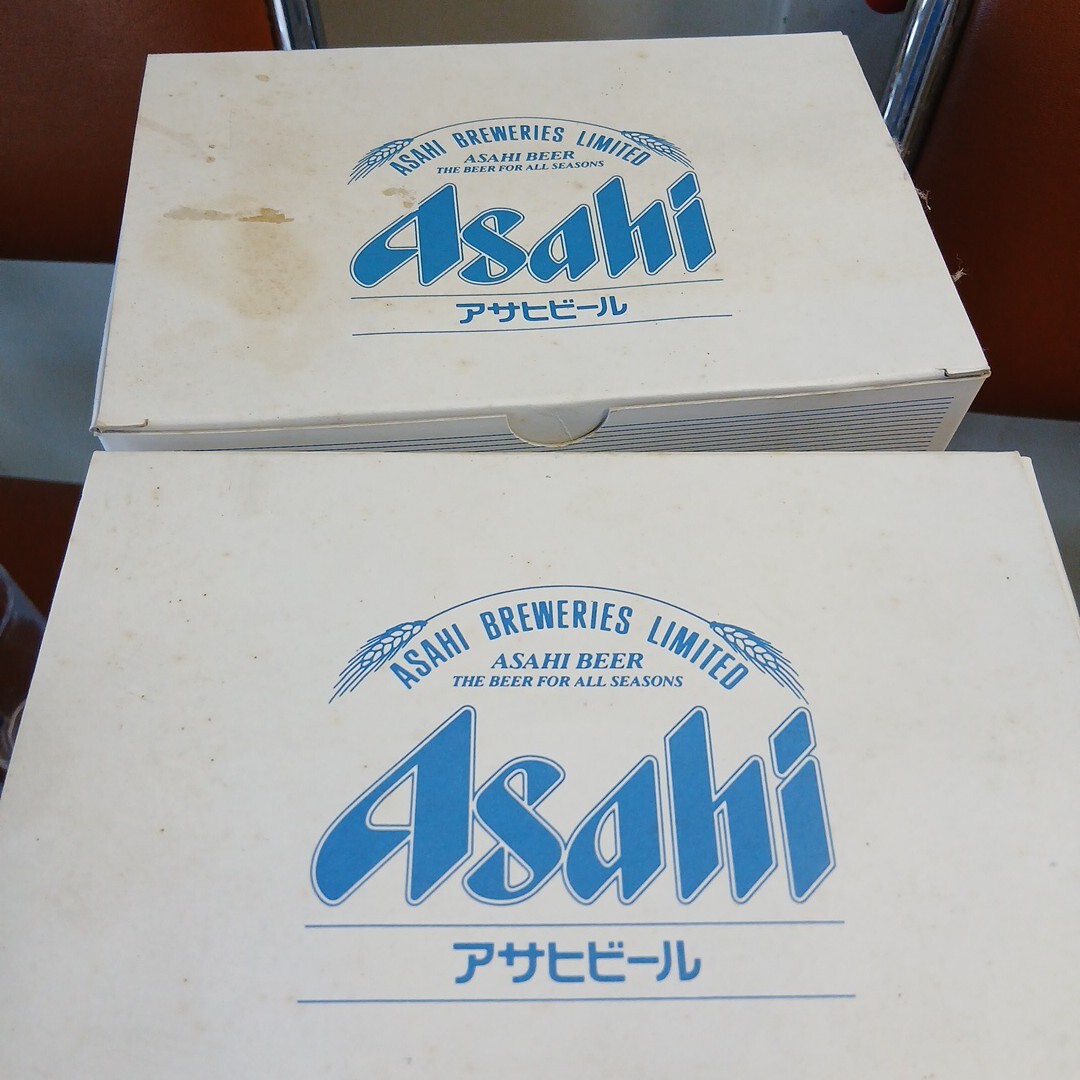 ASAHI BREWERIES LIMITED
ASAHI BEER
THE BEER FOR ALL SEASONS
Asahi
アサヒビール
ASAHI BREWERIES LIMITED
ASAHI BEER
THE BEER FOR ALL SEASONS
Asahi
アサヒビール